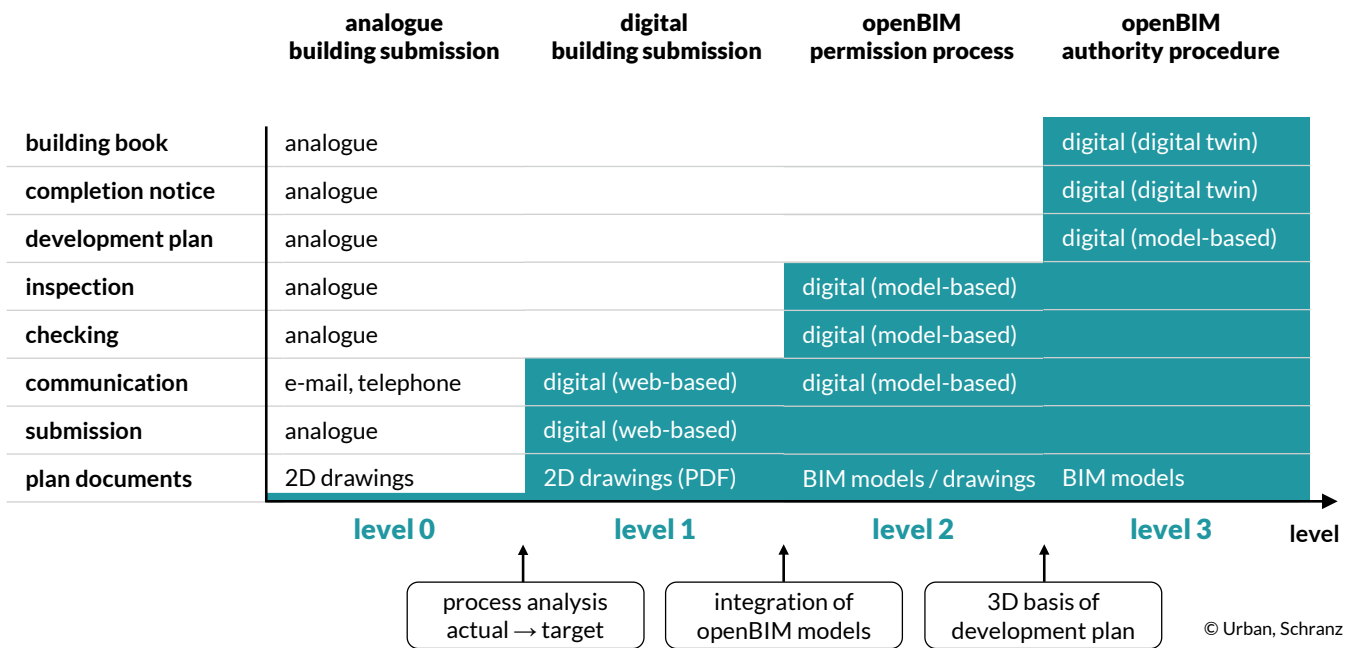 analogue
building submission
digital
building submission
openBIM
permission process
openBIM
authority procedure
building book
analogue
digital (digital twin)
completion notice
analogue
digital (digital twin)
development plan
analogue
digital (model-based)
inspection
analogue
digital (model-based)
checking
analogue
digital (model-based)
communication
e-mail, telephone
digital (web-based)
digital (model-based)
submission
analogue
digital (web-based)
plan documents
2D drawings
2D drawings (PDF)
BIM models / drawings
BIM models
level 0
level 1
level 2
level 3
level
process analysis
actual → target
integration of
openBIM models
3D basis of
development plan
© Urban, Schranz